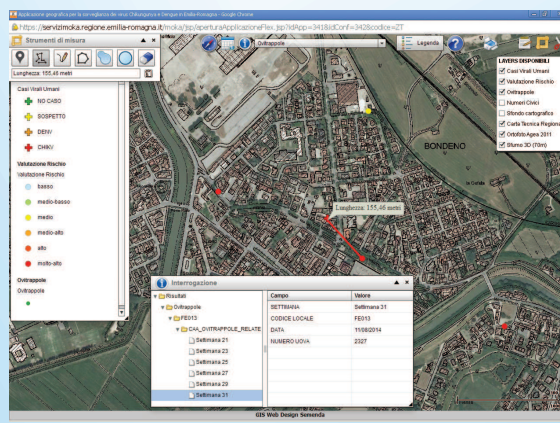 Applicazione geografica per la sorveglianza dei virus Chikungunya e Dengue in Emilia-Romagna - Google Chrome
https://servizimoka.regione.emilia-romagna.it/moka/jsp/aperturaApplicazioneFlex.jsp?idApp=341&idConf=342&codice=ZT
Strumenti di misura
Ovitrappole
Legenda
Lunghezza: 155,46 metri
LAYERS DISPONIBILI
Casi Virali Umani
Valutazione Rischio
Ovitrappole
Numeri Civici
Sfondo cartografico
Carta Tecnica Regiona
Ortofoto Agea 2011
Sfumo 3D (70m)
Casi Virali Umani
NO CASO
SOSPETTO
DENV
CHIKV
Valutazione Rischio
Valutazione Rischio
basso
medio-basso
medio
medio-alto
alto
molto-alto
Ovitrappole
Ovitrappole
BONDENO
Lunghezza: 155,46 metri
Interrogazione
Risultati
Ovitrappole
FE013
CAA_OVITRAPPOLE_RELATE
Settimana 21
Settimana 23
Settimana 25
Settimana 27
Settimana 29
Settimana 31
Campo Valore
SETTIMANA Settimana 31
CODICE LOCALE FE013
DATA 11/08/2014
NUMERO UOVA 2327
GIS Web Design Semenda